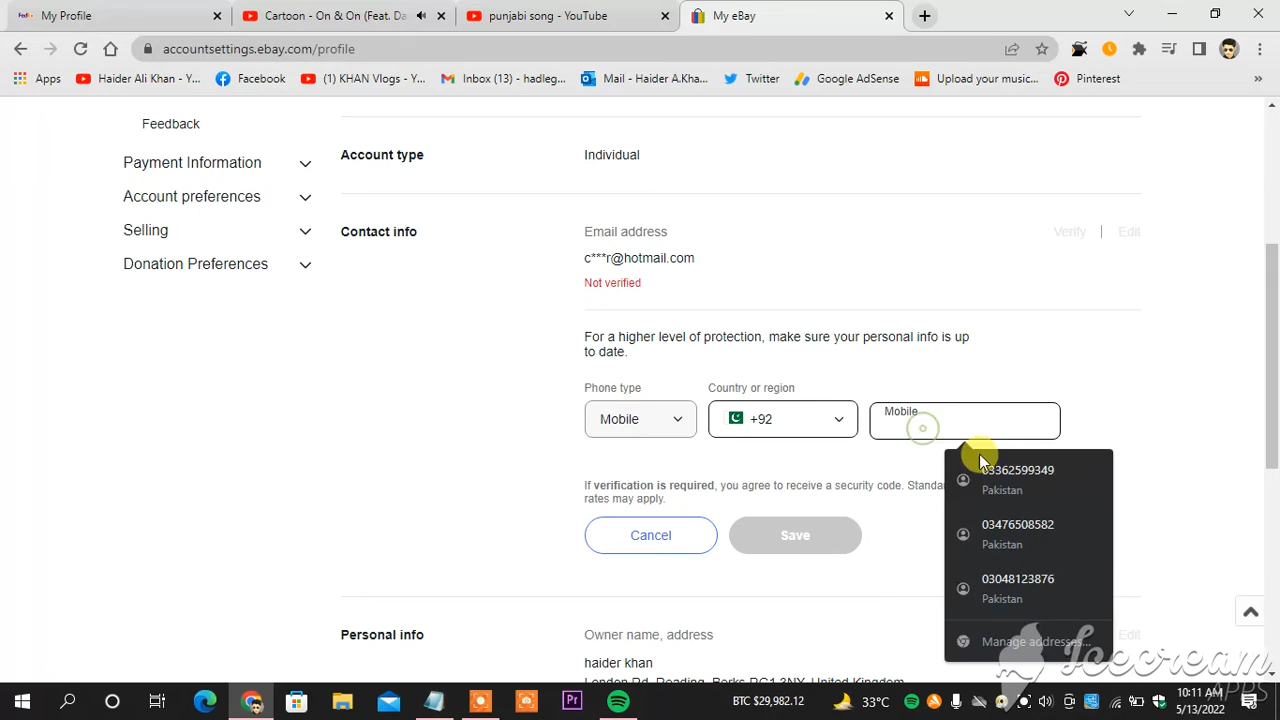 My Profile
Cartoon - On & On (Feat. Da
punjabi song - YouTube
My eBay
accountsettings.ebay.com/profile
Apps
Haider Ali Khan - Y...
Facebook
(1) KHAN Vlogs - Y...
Inbox (13) - hadleg...
Mail - Haider A.Kha...
Twitter
Google AdSense
Upload your music...
Pinterest
»
Feedback
Payment Information
Account preferences
Selling
Donation Preferences
Account type
Individual
Contact info
Email address
Verify | Edit
c***r@hotmail.com
Not verified
For a higher level of protection, make sure your personal info is up
to date.
Phone type
Country or region
Mobile
+92
Mobile
03362599349
Pakistan
03476508582
Pakistan
03048123876
Pakistan
Manage addresses...
If verification is required, you agree to receive a security code. Standa
rates may apply.
Cancel
Save
Personal info
Owner name, address
Edit
haider khan
London Rd, Reading, Berks RG1 3NY, United Kingdom
Icecream
APPS
BTC $29,982.12
33°C
10:11 AM
5/13/2022